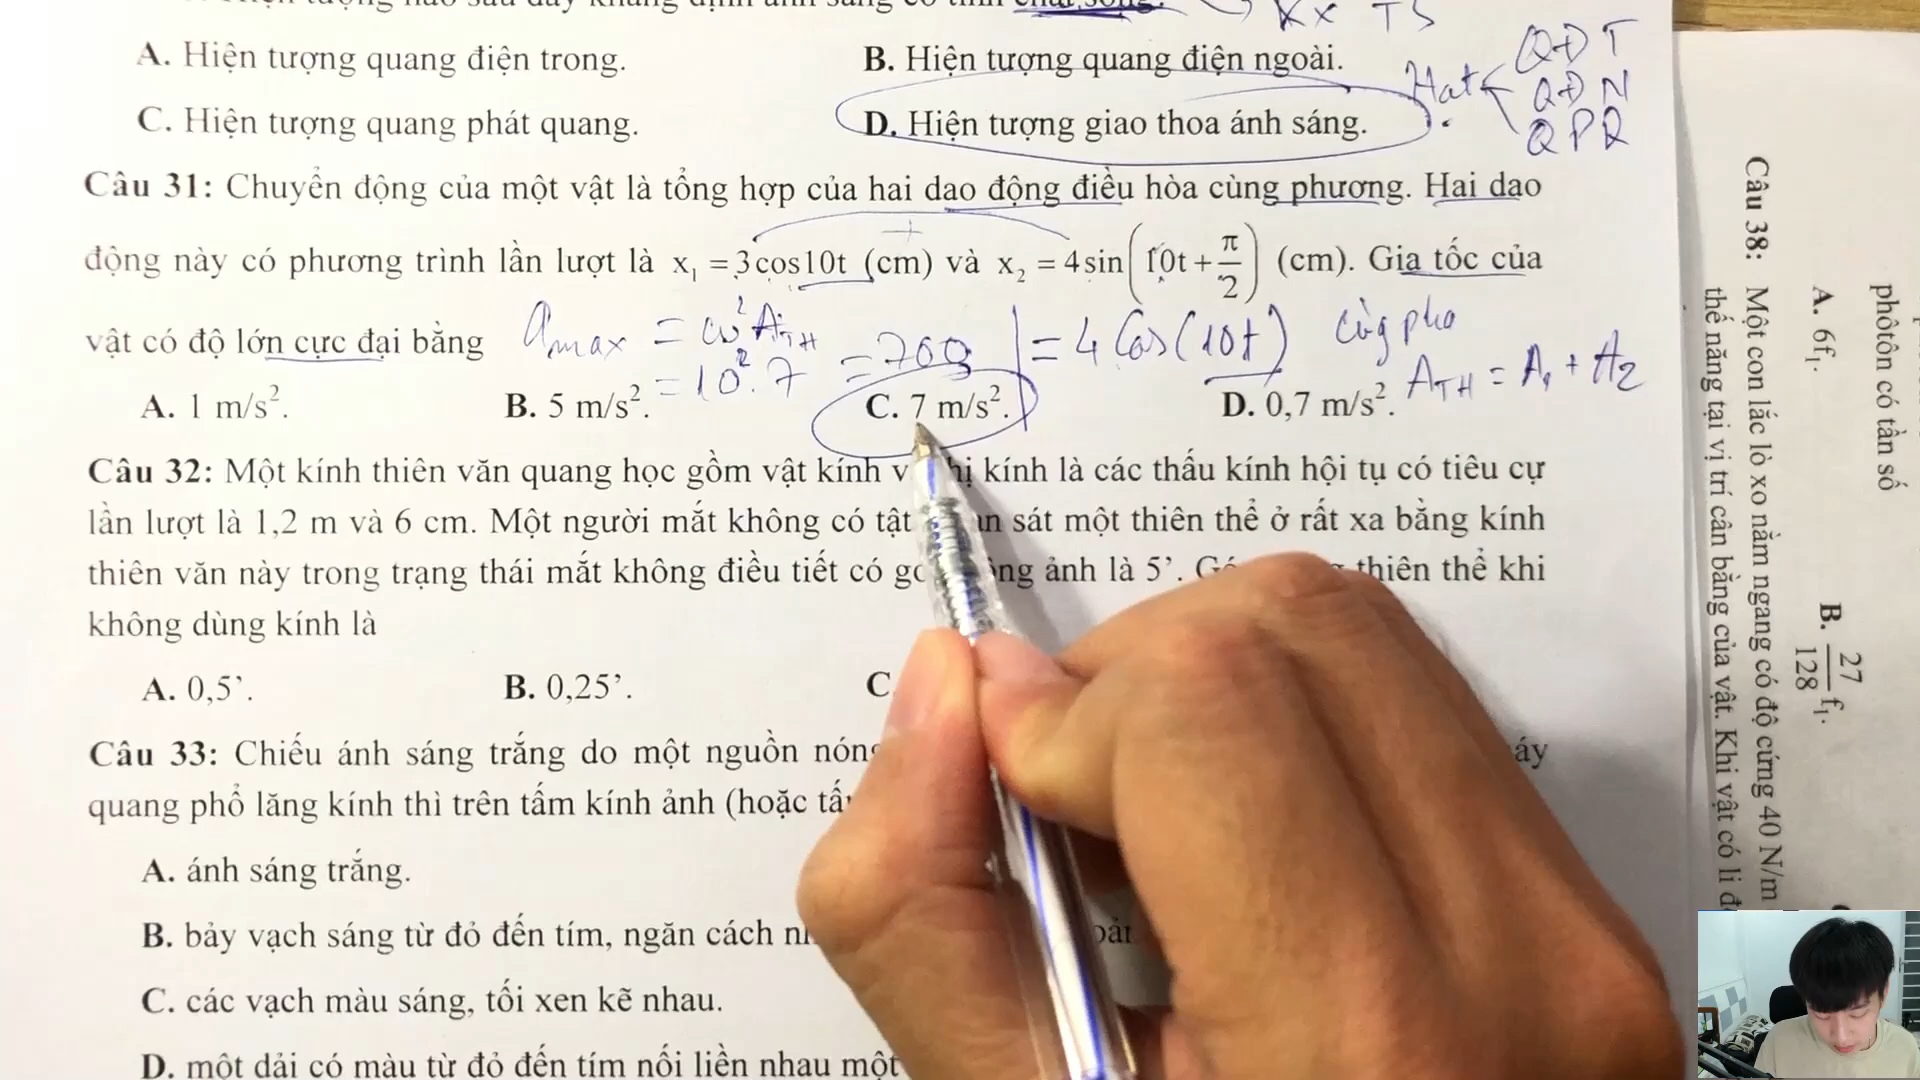 A. Hiện tượng quang điện trong. B. Hiện tượng quang điện ngoài.
C. Hiện tượng quang phát quang. D. Hiện tượng giao thoa ánh sáng.
KX TS
Hạt QĐT
QĐN
QPQ
Câu 31: Chuyển động của một vật là tổng hợp của hai dao động điều hòa cùng phương. Hai dao
động này có phương trình lần lượt là x₁ = 3cos10t (cm) và x₂ = 4sin(10t + π/2) (cm). Gia tốc của
vật có độ lớn cực đại bằng
amax = ω² A_TH = 10².7 = 700
= 4 Cos(10t) cùng pha
A_TH = A₁ + A₂
A. 1 m/s². B. 5 m/s². C. 7 m/s². D. 0,7 m/s².
Câu 32: Một kính thiên văn quang học gồm vật kính kính là các thấu kính hội tụ có tiêu cự
lần lượt là 1,2 m và 6 cm. Một người mắt không có tật sát một thiên thể ở rất xa bằng kính
thiên văn này trong trạng thái mắt không điều tiết có ảnh là 5’. thiên thể khi
không dùng kính là
A. 0,5’. B. 0,25’. C.
Câu 33: Chiếu ánh sáng trắng do một nguồn
quang phổ lăng kính thì trên tấm kính ảnh (hoặc
A. ánh sáng trắng.
B. bảy vạch sáng từ đỏ đến tím, ngăn cách
C. các vạch màu sáng, tối xen kẽ nhau.
D. một dải có màu từ đỏ đến tím nối liền nhau một
phôtôn có tần số
A. 6f₁. B. 27/128 f₁.
Câu 38: Một con lắc lò xo nằm ngang có độ cứng 40 N/m
thế năng tại vị trí cân bằng của vật. Khi vật có li